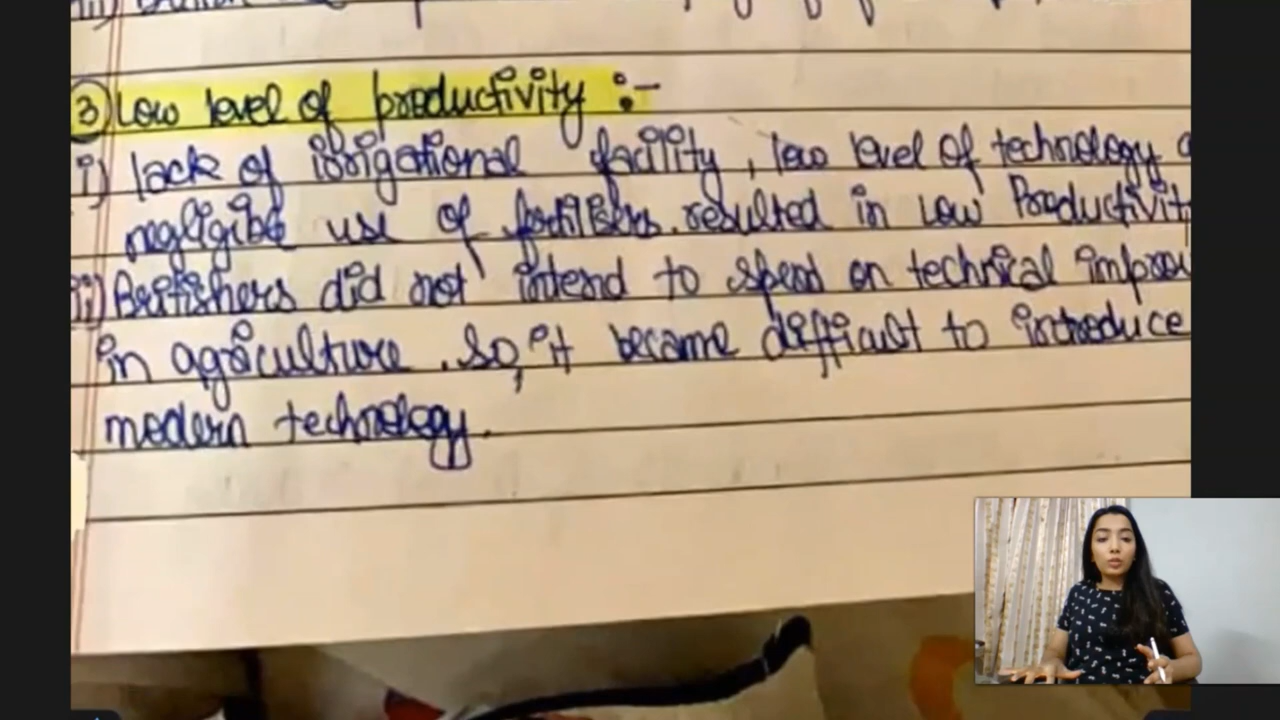 ③ Low level of productivity :-
i) lack of irrigational facility, low level of technology
negligible use of fertilisers. resulted in low Productivit
ii) Britishers did not intend to spend on technical improv
in agriculture. So, it became difficult to introduce
modern technology.